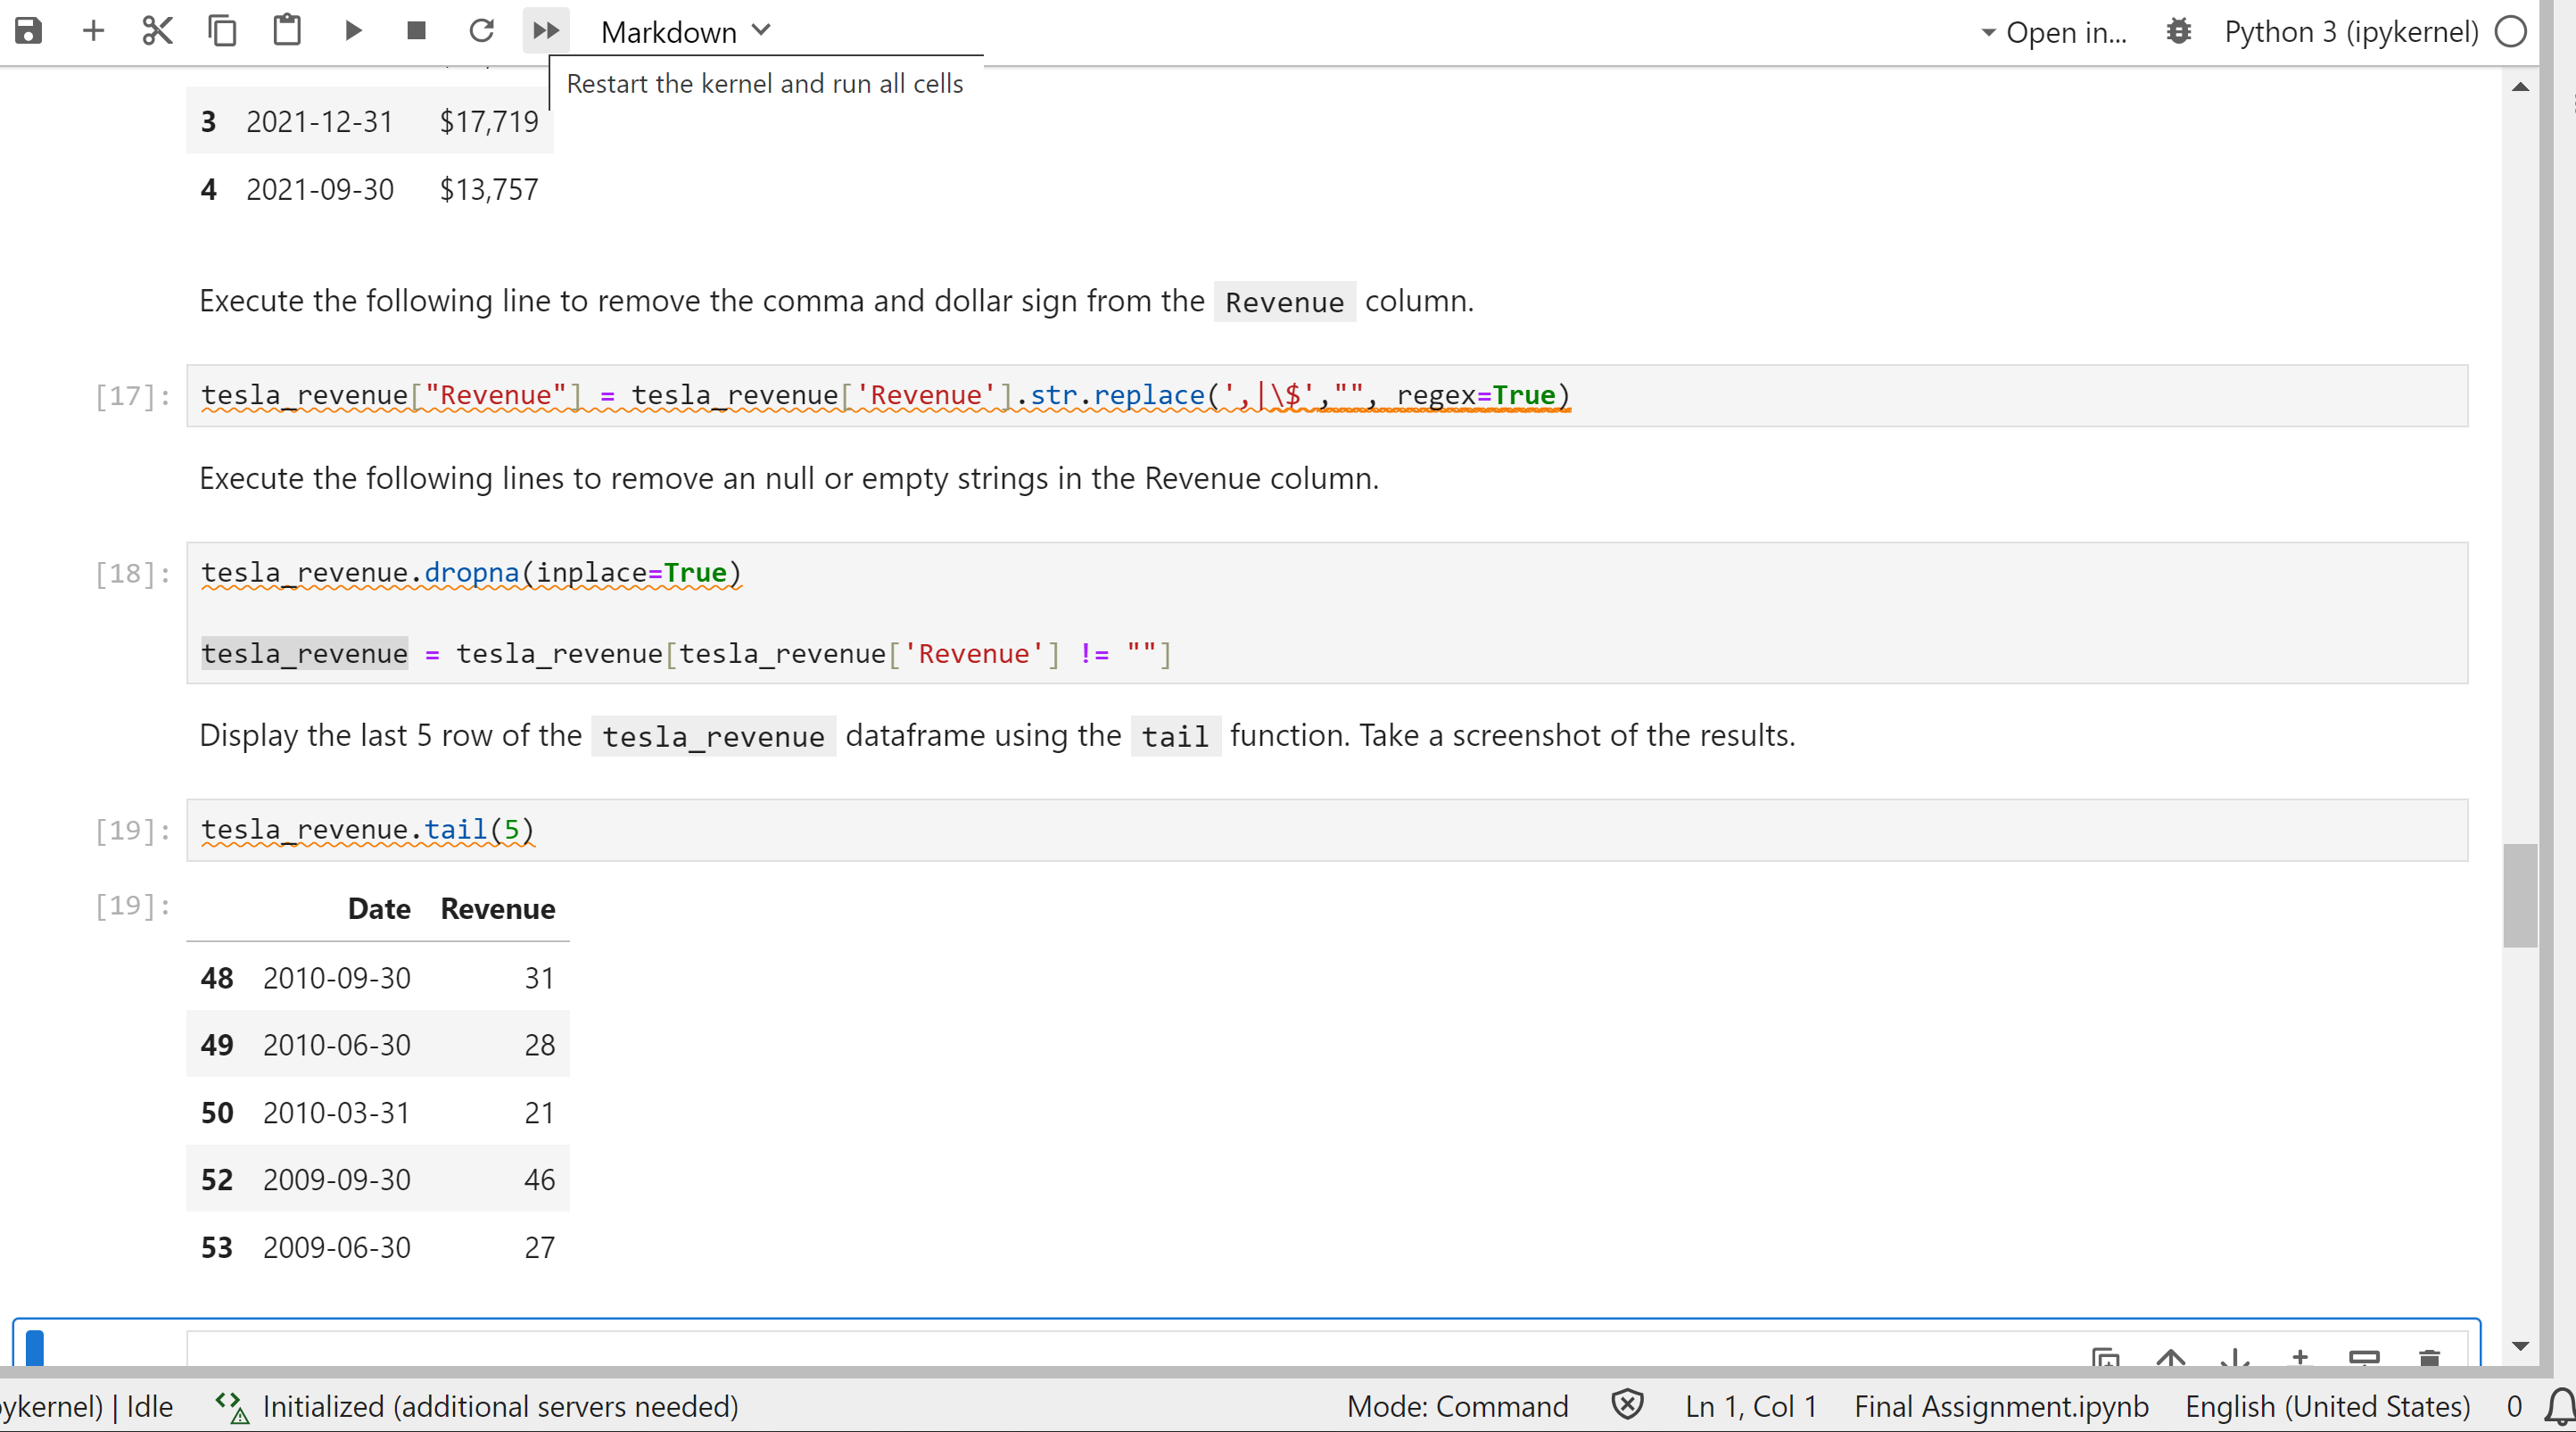 Markdown
Open in...
Python 3 (ipykernel)
Restart the kernel and run all cells
3 2021-12-31 $17,719
4 2021-09-30 $13,757
Execute the following line to remove the comma and dollar sign from the Revenue column.
[17]: tesla_revenue["Revenue"] = tesla_revenue['Revenue'].str.replace(',|\$',"", regex=True)
Execute the following lines to remove an null or empty strings in the Revenue column.
[18]: tesla_revenue.dropna(inplace=True)
tesla_revenue = tesla_revenue[tesla_revenue['Revenue'] != ""]
Display the last 5 row of the tesla_revenue dataframe using the tail function. Take a screenshot of the results.
[19]: tesla_revenue.tail(5)
[19]: Date Revenue
48 2010-09-30 31
49 2010-06-30 28
50 2010-03-31 21
52 2009-09-30 46
53 2009-06-30 27
ykernel) | Idle Initialized (additional servers needed) Mode: Command Ln 1, Col 1 Final Assignment.ipynb English (United States) 0